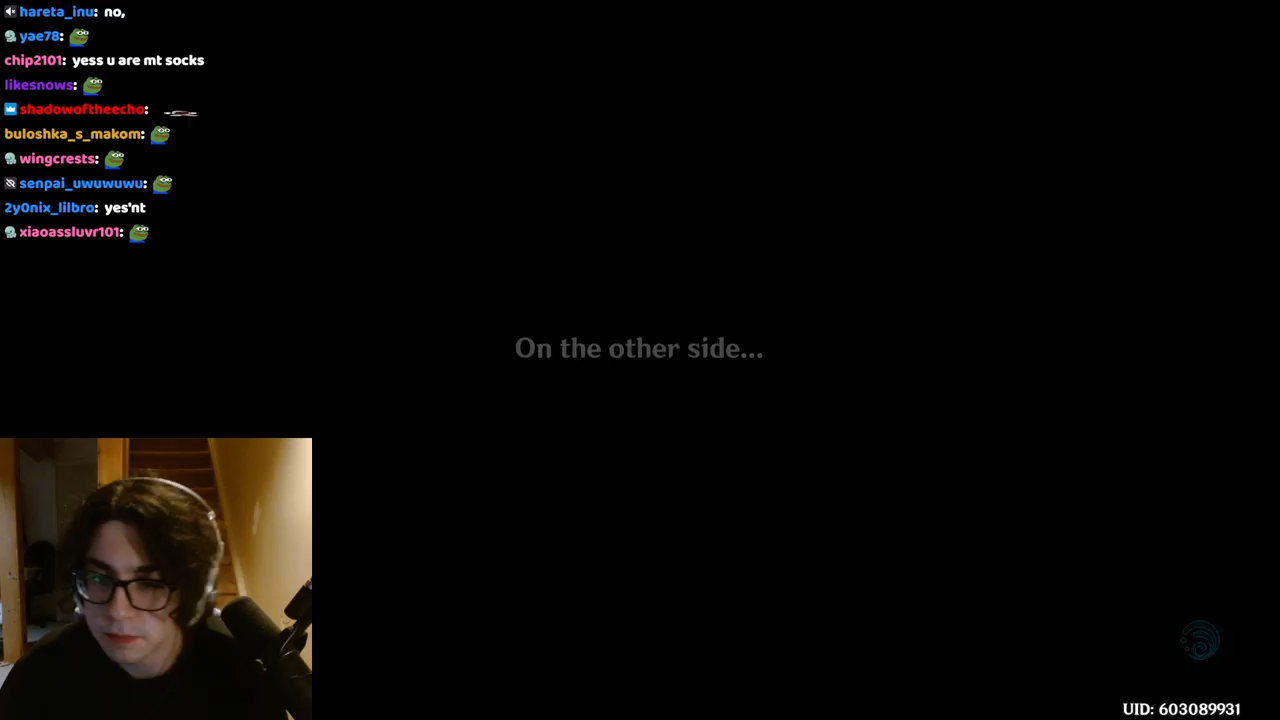 hareta_inu: no,
yae78:
chip2101: yess u are mt socks
likesnows:
shadowoftheecho:
buloshka_s_makom:
wingcrests:
senpai_uwuwuwu:
2y0nix_lilbro: yes'nt
xiaoassluvr101:
On the other side...
UID: 603089931